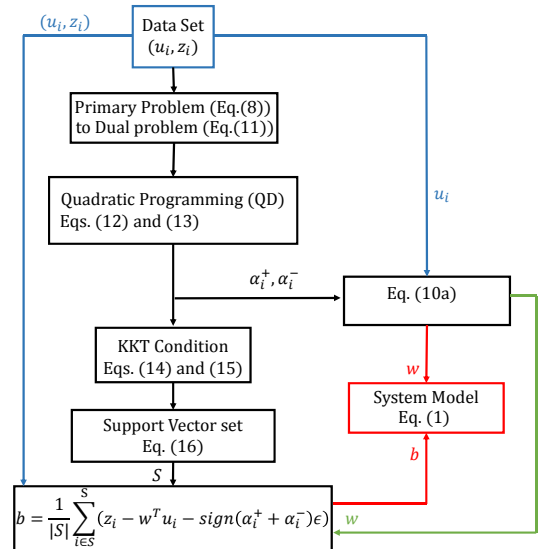 (u_i, z_i)
Data Set
(u_i, z_i)
Primary Problem (Eq.(8))
to Dual problem (Eq.(11))
u_i
Quadratic Programming (QD)
Eqs. (12) and (13)
α_i^+, α_i^-
Eq. (10a)
KKT Condition
Eqs. (14) and (15)
w
System Model
Eq. (1)
Support Vector set
Eq. (16)
b
S
b = \frac{1}{|S|} \sum_{i∈S}^{S} (z_i − w^T u_i − sign(α_i^+ + α_i^-)ϵ)
w